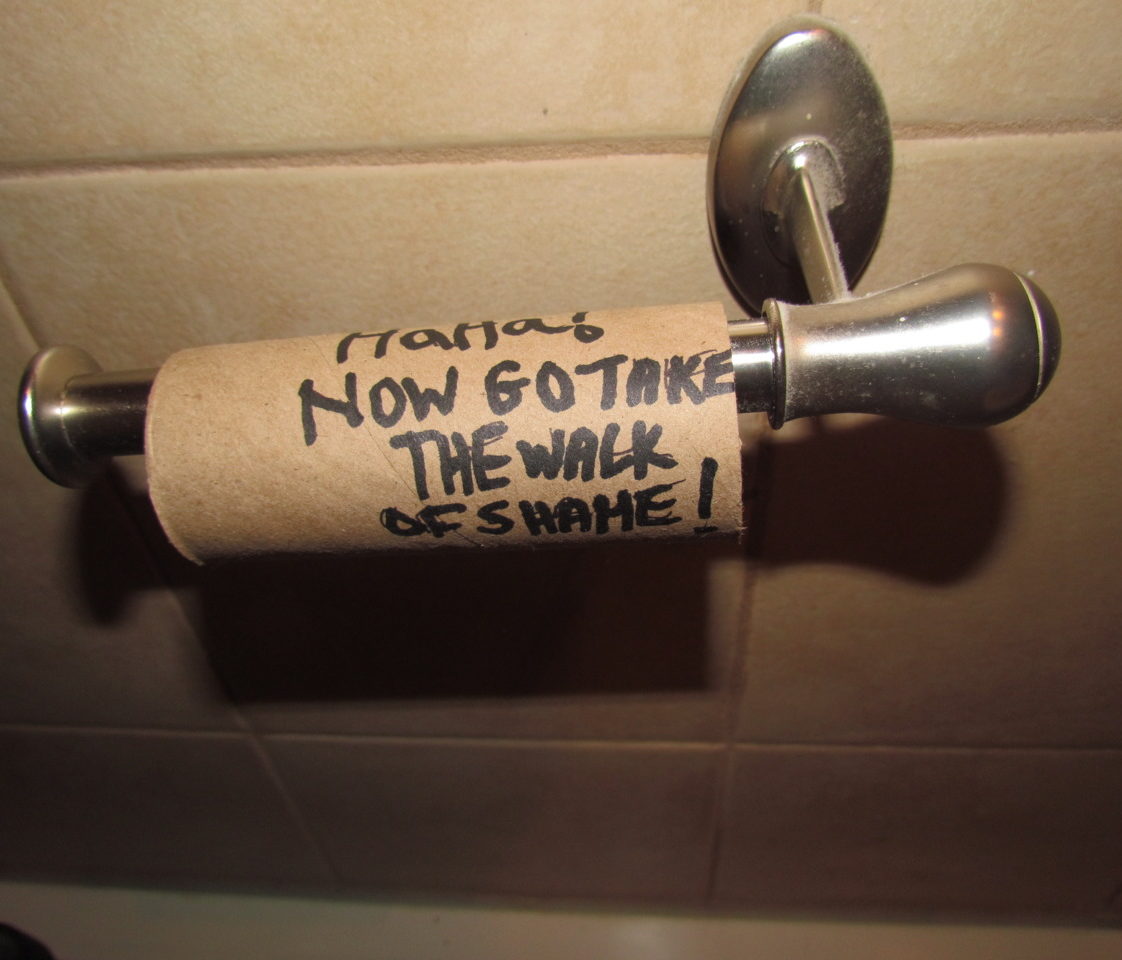 HaHa!
NOW GO TAKE
THE WALK
OF SHAME!